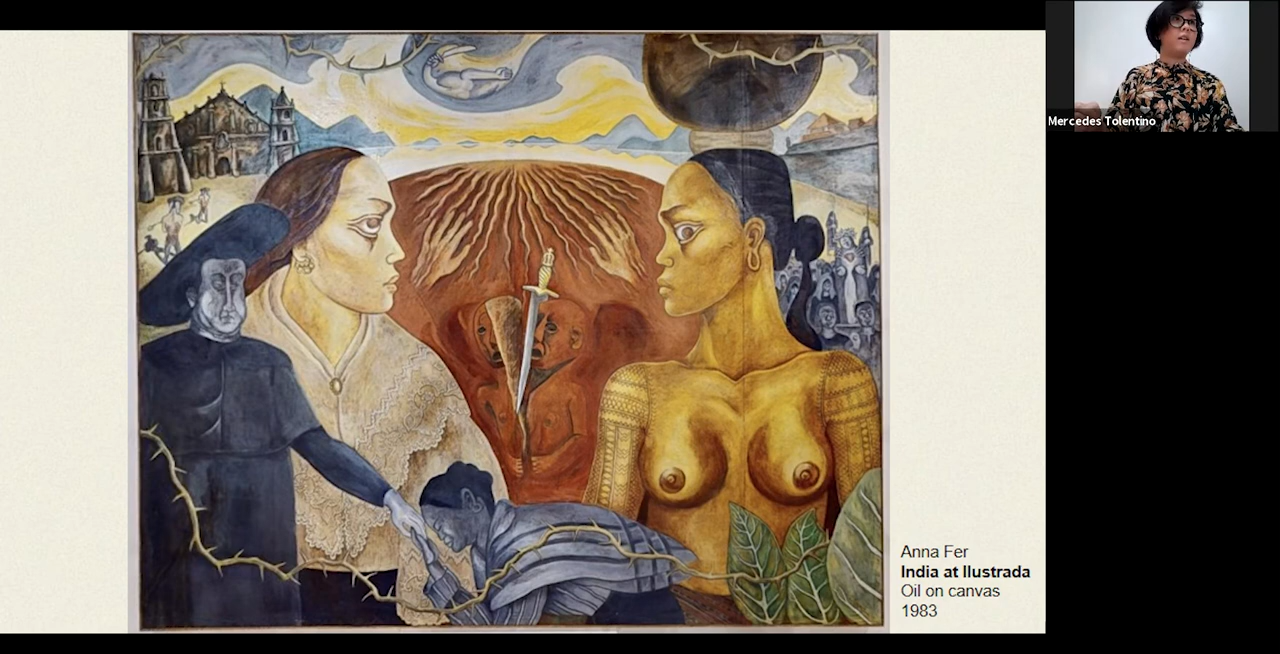 Mercedes Tolentino
Anna Fer
India at Ilustrada
Oil on canvas
1983